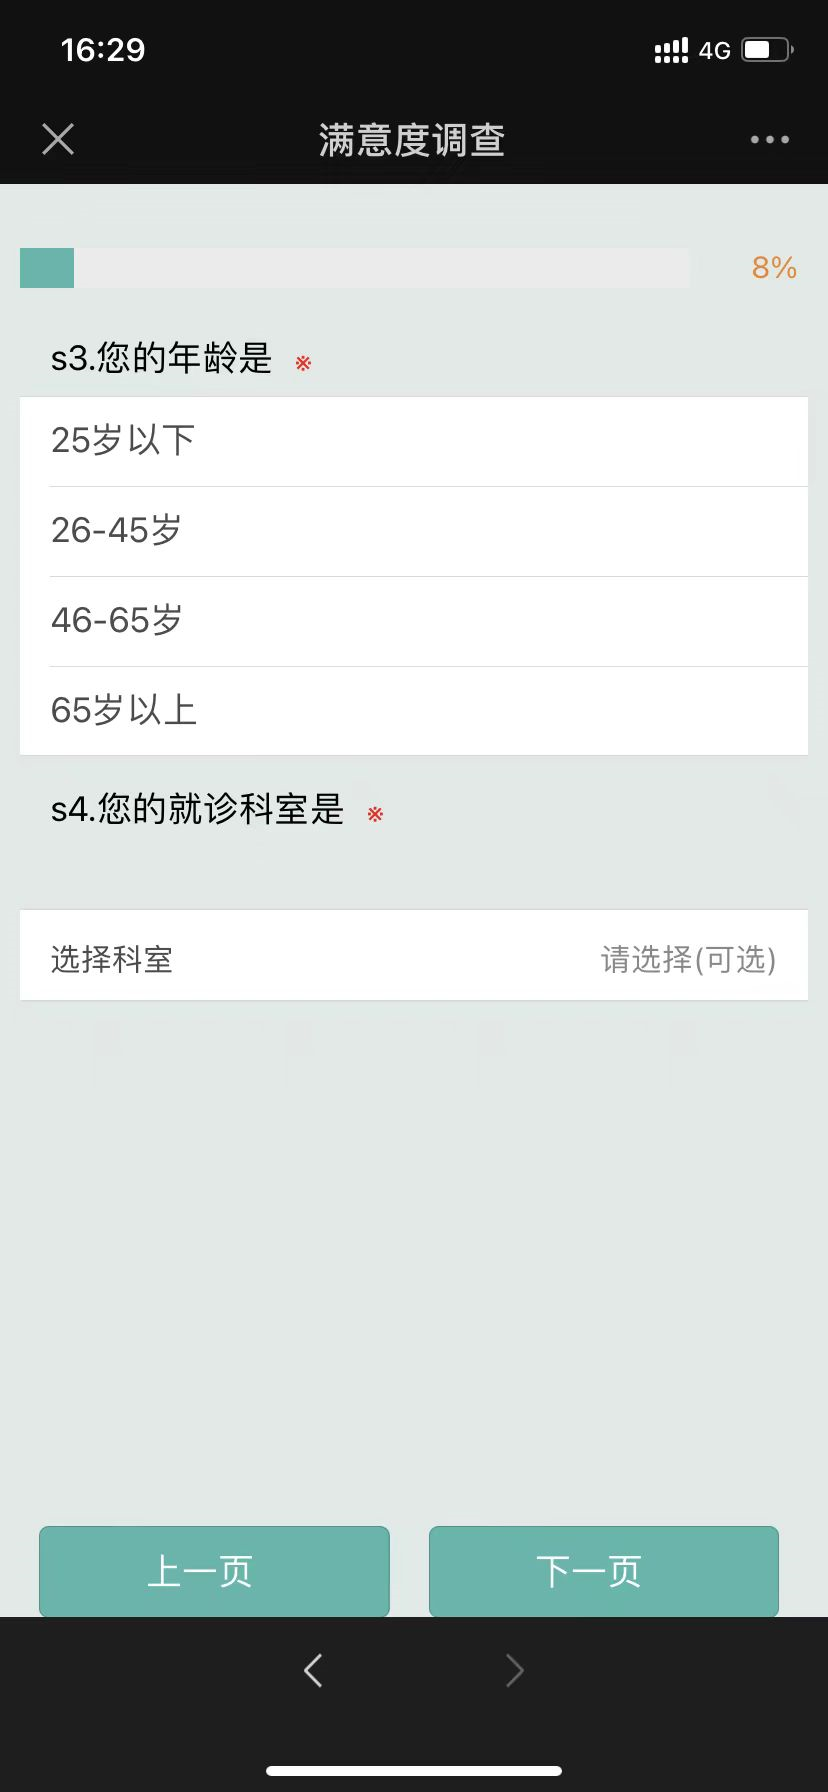 16:29
4G
满意度调查
8%
s3.您的年龄是 ※
25岁以下
26-45岁
46-65岁
65岁以上
s4.您的就诊科室是 ※
选择科室 请选择(可选)
上一页 下一页